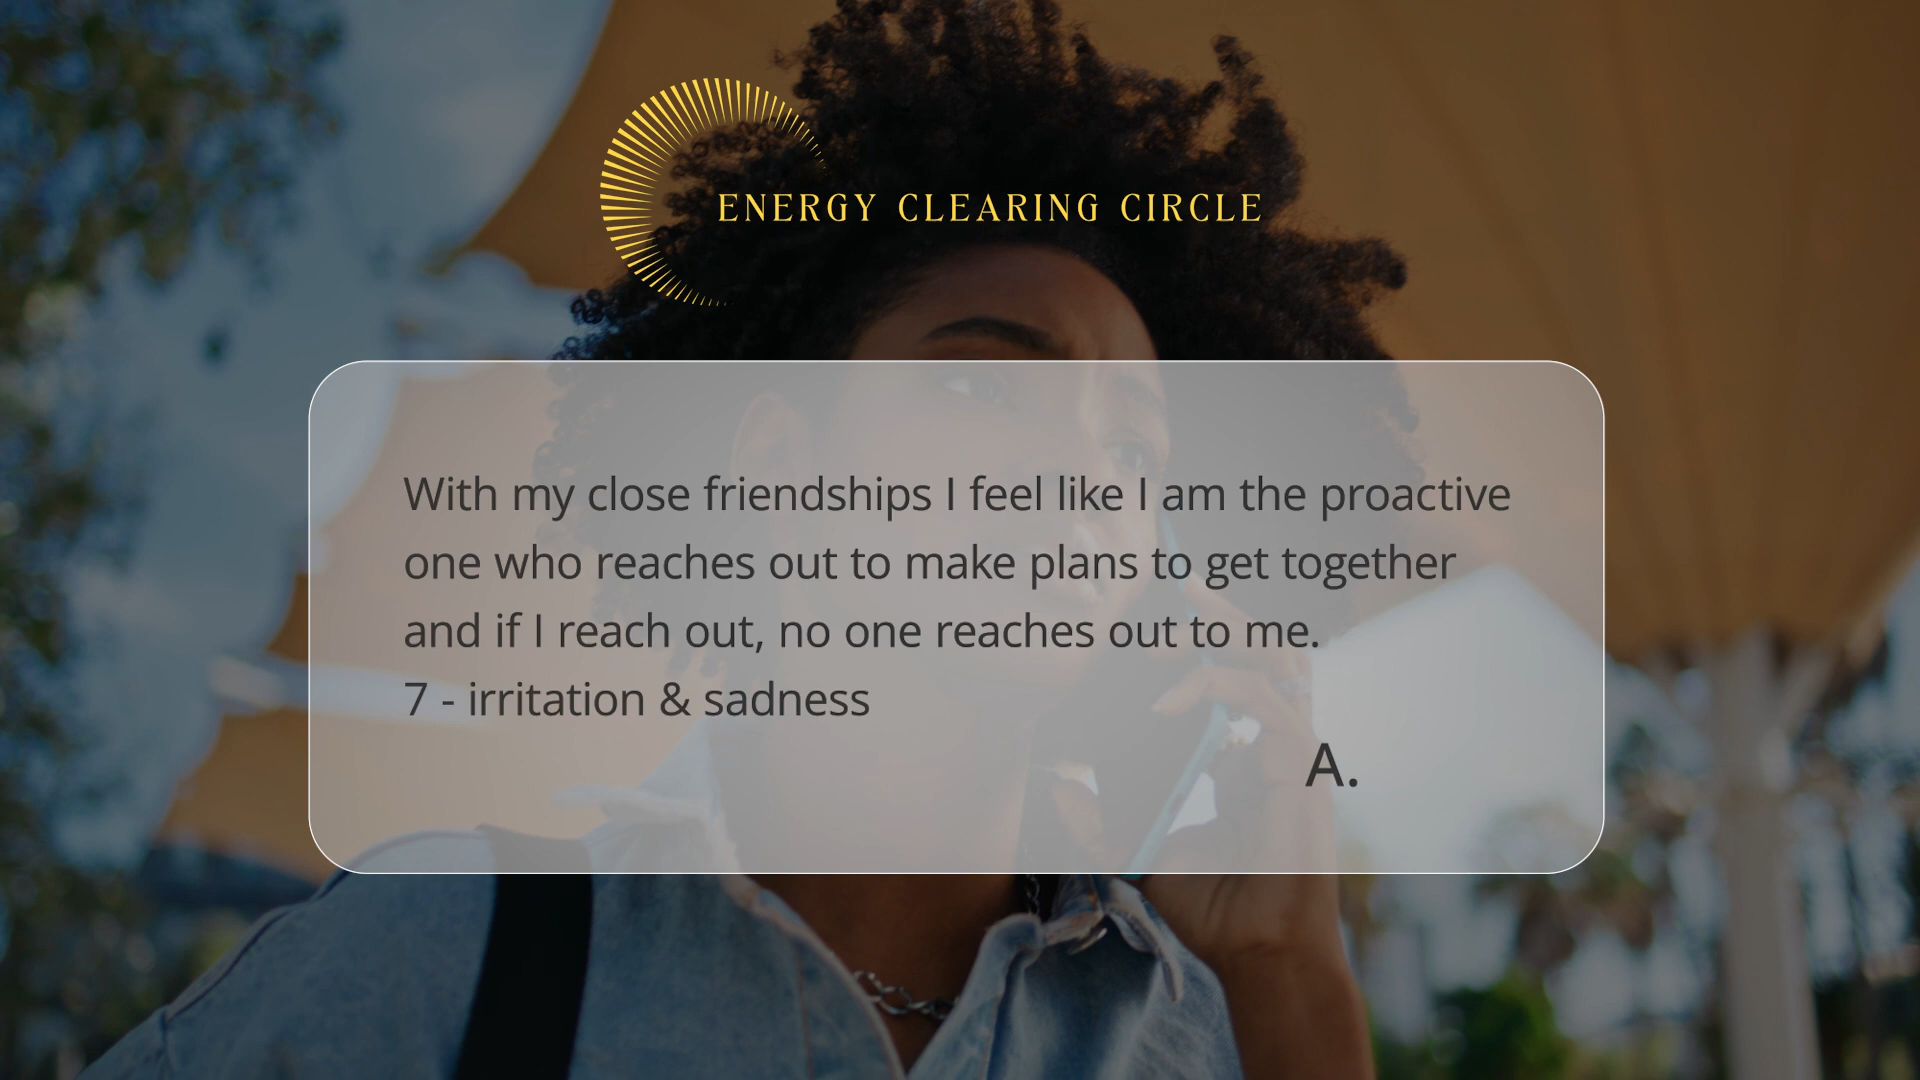 ENERGY CLEARING CIRCLE
With my close friendships I feel like I am the proactive
one who reaches out to make plans to get together
and if I reach out, no one reaches out to me.
7 - irritation & sadness
A.